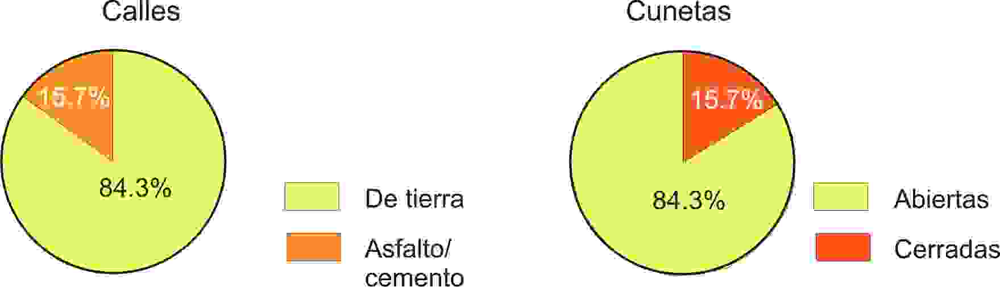 Calles
15.7%
84.3%
De tierra
Asfalto/
cemento
Cunetas
15.7%
84.3%
Abiertas
Cerradas